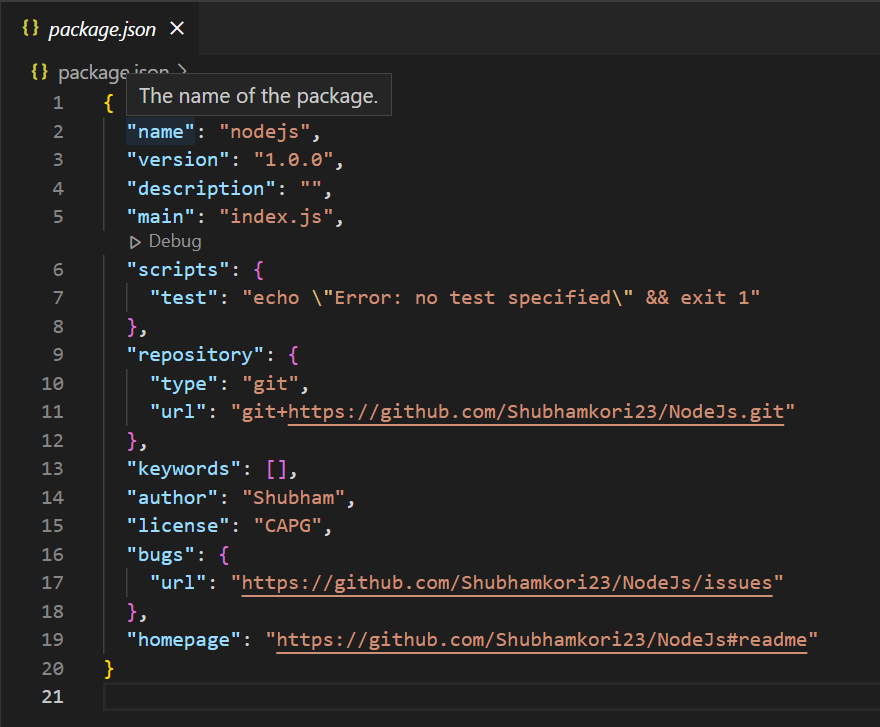 {} package.json ×
{} package.json >
The name of the package.
1 {
2 "name": "nodejs",
3 "version": "1.0.0",
4 "description": "",
5 "main": "index.js",
Debug
6 "scripts": {
7 "test": "echo \"Error: no test specified\" && exit 1"
8 },
9 "repository": {
10 "type": "git",
11 "url": "git+https://github.com/Shubhamkori23/NodeJs.git"
12 },
13 "keywords": [],
14 "author": "Shubham",
15 "license": "CAPG",
16 "bugs": {
17 "url": "https://github.com/Shubhamkori23/NodeJs/issues"
18 },
19 "homepage": "https://github.com/Shubhamkori23/NodeJs#readme"
20 }
21